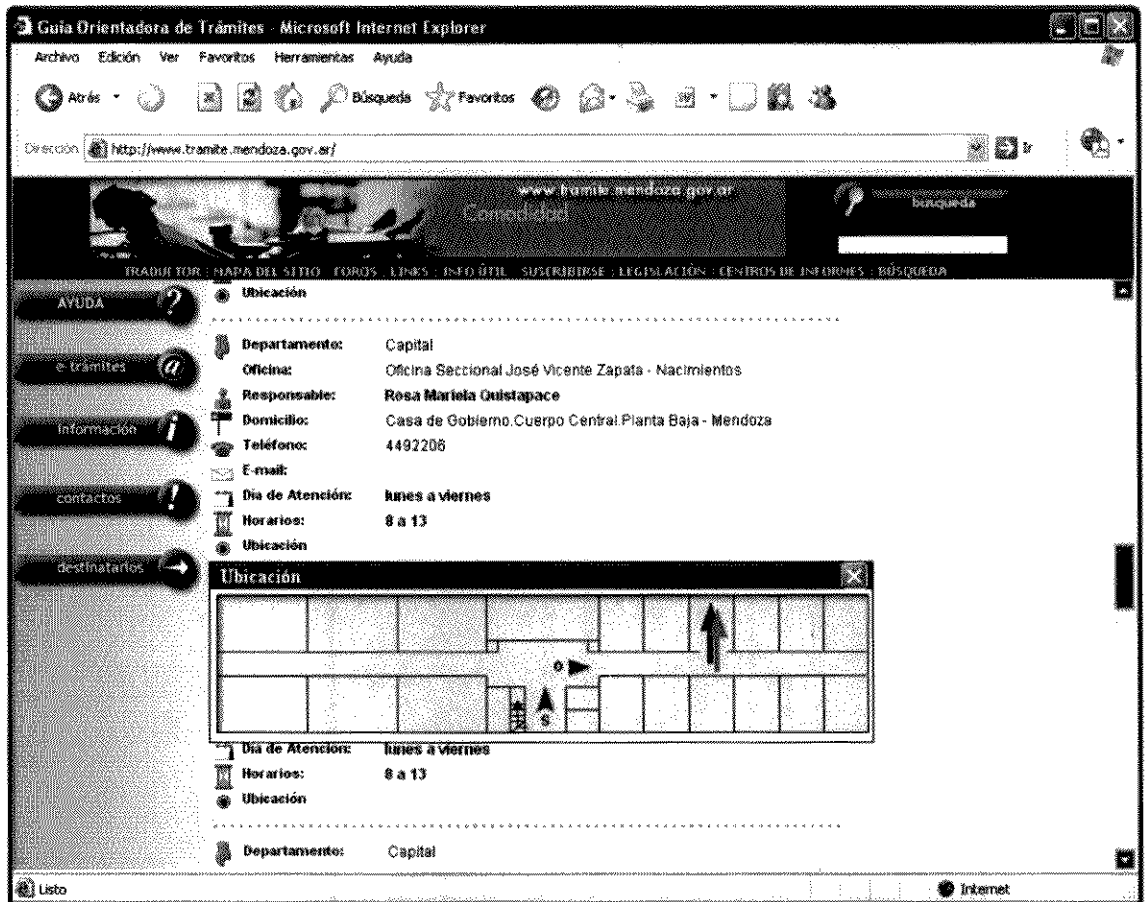 Guía Orientadora de Trámites - Microsoft Internet Explorer
Archivo Edición Ver Favoritos Herramientas Ayuda
Atrás Búsqueda Favoritos
Dirección http://www.tramite.mendoza.gov.ar/ Ir
www.tramite.mendoza.gov.ar
Comodidad
búsqueda
TRADUCTOR : MAPA DEL SITIO : FOROS : LINKS : INFO ÚTIL : SUSCRIBIRSE : LEGISLACIÓN : CENTROS DE INFORMES : BÚSQUEDA
AYUDA ?
e-trámites @
información i
contactos !
destinatarios
Ubicación
Departamento: Capital
Oficina: Oficina Seccional José Vicente Zapata - Nacimientos
Responsable: Rosa Mariela Quistapace
Domicilio: Casa de Gobierno.Cuerpo Central.Planta Baja - Mendoza
Teléfono: 4492206
E-mail:
Dia de Atención: lunes a viernes
Horarios: 8 a 13
Ubicación
Ubicación
O
S
Dia de Atención: lunes a viernes
Horarios: 8 a 13
Ubicación
Departamento: Capital
Listo Internet